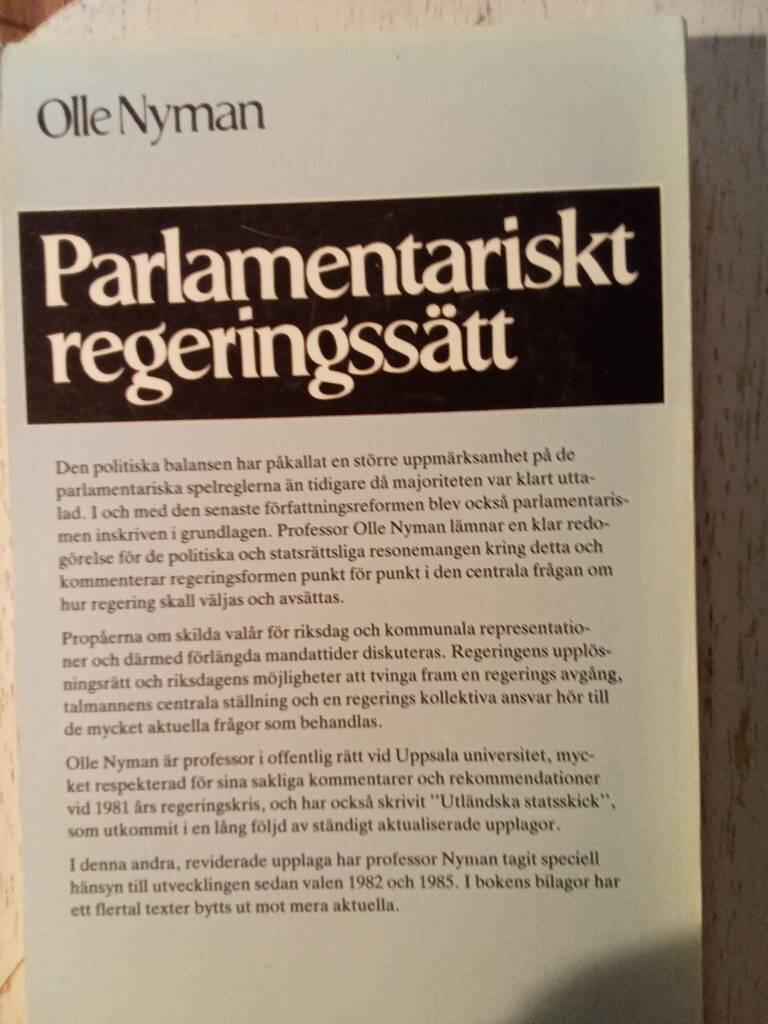 Olle Nyman
Parlamentariskt
regeringssätt
Den politiska balansen har påkallat en större uppmärksamhet på de
parlamentariska spelreglerna än tidigare då majoriteten var klart utta-
lad. I och med den senaste författningsreformen blev också parlamentaris-
men inskriven i grundlagen. Professor Olle Nyman lämnar en klar redo-
görelse för de politiska och statsrättsliga resonemangen kring detta och
kommenterar regeringsformen punkt för punkt i den centrala frågan om
hur regering skall väljas och avsättas.
Propåerna om skilda valår för riksdag och kommunala representatio-
ner och därmed förlängda mandattider diskuteras. Regeringens upplös-
ningsrätt och riksdagens möjligheter att tvinga fram en regerings avgång,
talmannens centrala ställning och en regerings kollektiva ansvar hör till
de mycket aktuella frågor som behandlas.
Olle Nyman är professor i offentlig rätt vid Uppsala universitet, myc-
ket respekterad för sina sakliga kommentarer och rekommendationer
vid 1981 års regeringskris, och har också skrivit "Utländska statsskick",
som utkommit i en lång följd av ständigt aktualiserade upplagor.
I denna andra, reviderade upplaga har professor Nyman tagit speciell
hänsyn till utvecklingen sedan valen 1982 och 1985. I bokens bilagor har
ett flertal texter bytts ut mot mera aktuella.